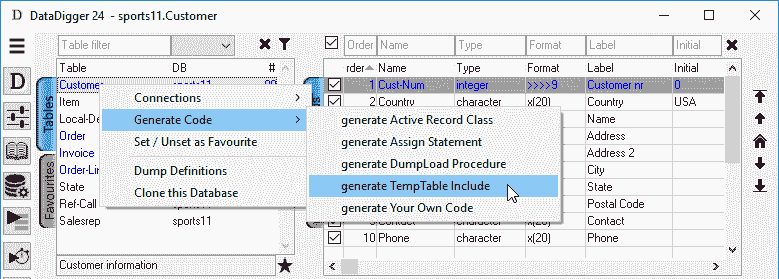 DataDigger 24 - sports11.Customer
Table filter
Order Name Type Format Label Initial
Table DB #
rder Name Type Format Label Initial
Customer sports11
1 Cust-Num integer >>>>9 Customer nr 0
Item
2 Country character x(20) Country USA
Local-De
Name
Order
Address
Invoice
Address 2
Order-Lin
City
State
State
Ref-Call
Postal Code
Salesrep sports11
9 Contact character x(20) Contact
10 Phone character x(20) Phone
Customer information
Tables
Favourites
D
Connections
Generate Code
Set / Unset as Favourite
Dump Definitions
Clone this Database
generate Active Record Class
generate Assign Statement
generate DumpLoad Procedure
generate TempTable Include
generate Your Own Code